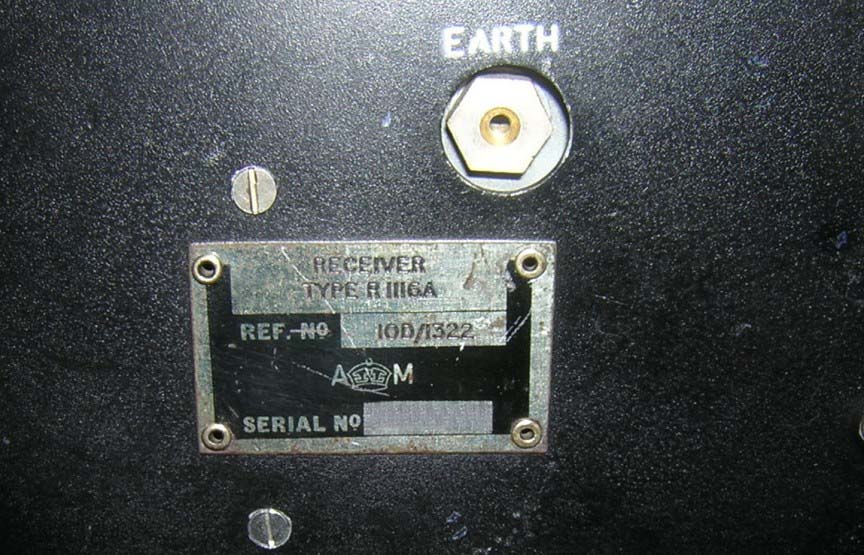 EARTH
RECEIVER
TYPE R 1116A
REF. NO 10D/1322
A M
SERIAL NO